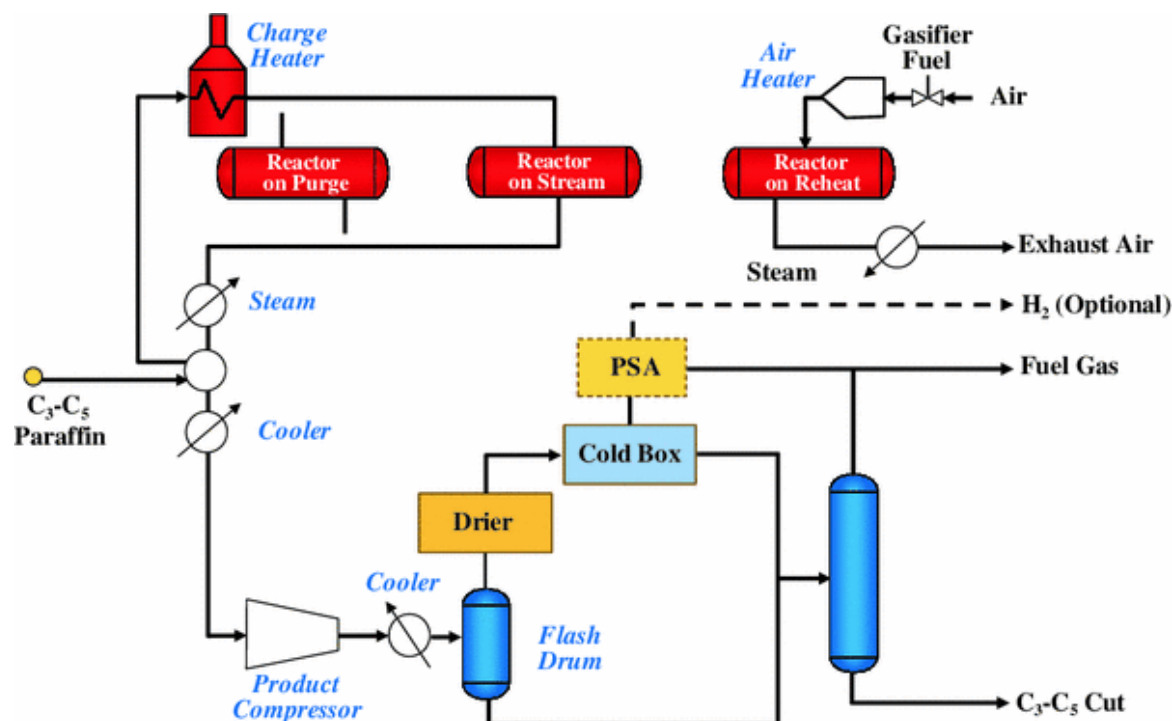 Charge
Heater
Air
Heater
Gasifier
Fuel
Air
Reactor
on Purge
Reactor
on Stream
Reactor
on Reheat
Exhaust Air
Steam
Steam
H₂ (Optional)
PSA
Fuel Gas
C₃-C₅
Paraffin
Cooler
Cold Box
Drier
Cooler
Flash
Drum
Product
Compressor
C₃-C₅ Cut